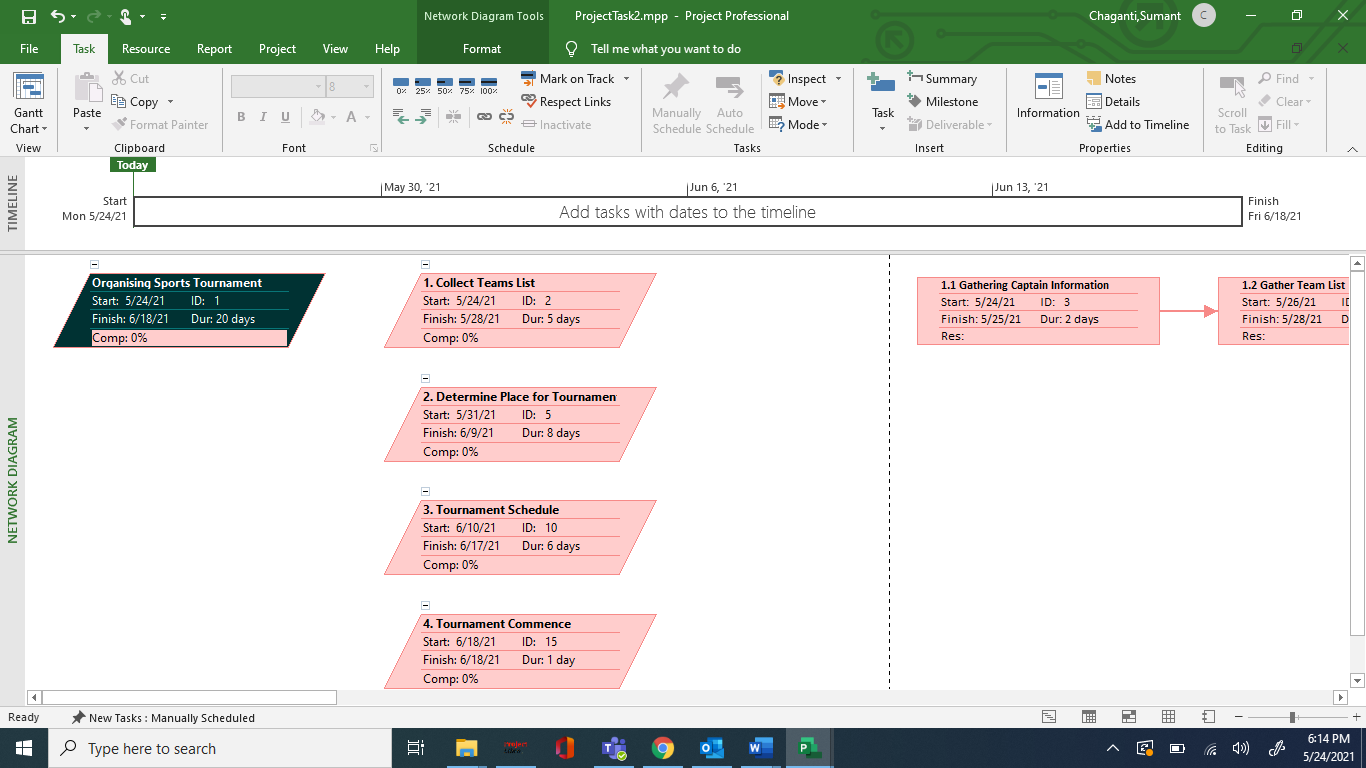 Network Diagram Tools
ProjectTask2.mpp - Project Professional
Chaganti,Sumant
C
File
Task
Resource
Report
Project
View
Help
Format
Tell me what you want to do
Gantt
Chart
View
Paste
Cut
Copy
Format Painter
Clipboard
8
B I U A
Font
0% 25% 50% 75% 100%
Mark on Track
Respect Links
Inactivate
Schedule
Manually
Schedule
Auto
Schedule
Inspect
Move
Mode
Tasks
Task
Summary
Milestone
Deliverable
Insert
Information
Notes
Details
Add to Timeline
Properties
Scroll
to Task
Find
Clear
Fill
Editing
TIMELINE
Today
Start
Mon 5/24/21
May 30, '21
Jun 6, '21
Jun 13, '21
Add tasks with dates to the timeline
Finish
Fri 6/18/21
NETWORK DIAGRAM
Organising Sports Tournament
Start: 5/24/21 ID: 1
Finish: 6/18/21 Dur: 20 days
Comp: 0%
1. Collect Teams List
Start: 5/24/21 ID: 2
Finish: 5/28/21 Dur: 5 days
Comp: 0%
1.1 Gathering Captain Information
Start: 5/24/21 ID: 3
Finish: 5/25/21 Dur: 2 days
Res:
1.2 Gather Team List
Start: 5/26/21
Finish: 5/28/21
Res:
2. Determine Place for Tournamen
Start: 5/31/21 ID: 5
Finish: 6/9/21 Dur: 8 days
Comp: 0%
3. Tournament Schedule
Start: 6/10/21 ID: 10
Finish: 6/17/21 Dur: 6 days
Comp: 0%
4. Tournament Commence
Start: 6/18/21 ID: 15
Finish: 6/18/21 Dur: 1 day
Comp: 0%
Ready
New Tasks : Manually Scheduled
Type here to search
6:14 PM
5/24/2021